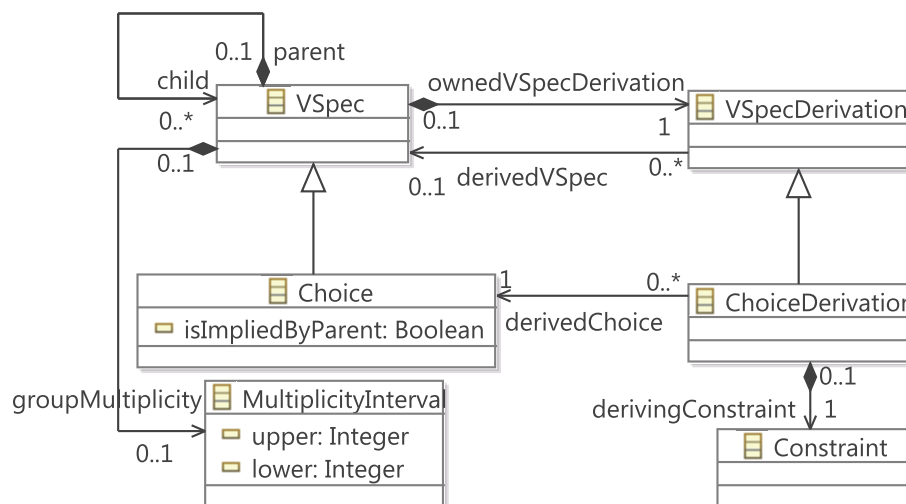 0..1 parent
child
0..*
VSpec
ownedVSpecDerivation
0..1
1
VSpecDerivation
0..1
0..1
derivedVSpec
0..*
Choice
isImpliedByParent: Boolean
1
derivedChoice
0..*
ChoiceDerivation
groupMultiplicity
0..1
MultiplicityInterval
upper: Integer
lower: Integer
0..1
derivingConstraint
1
Constraint